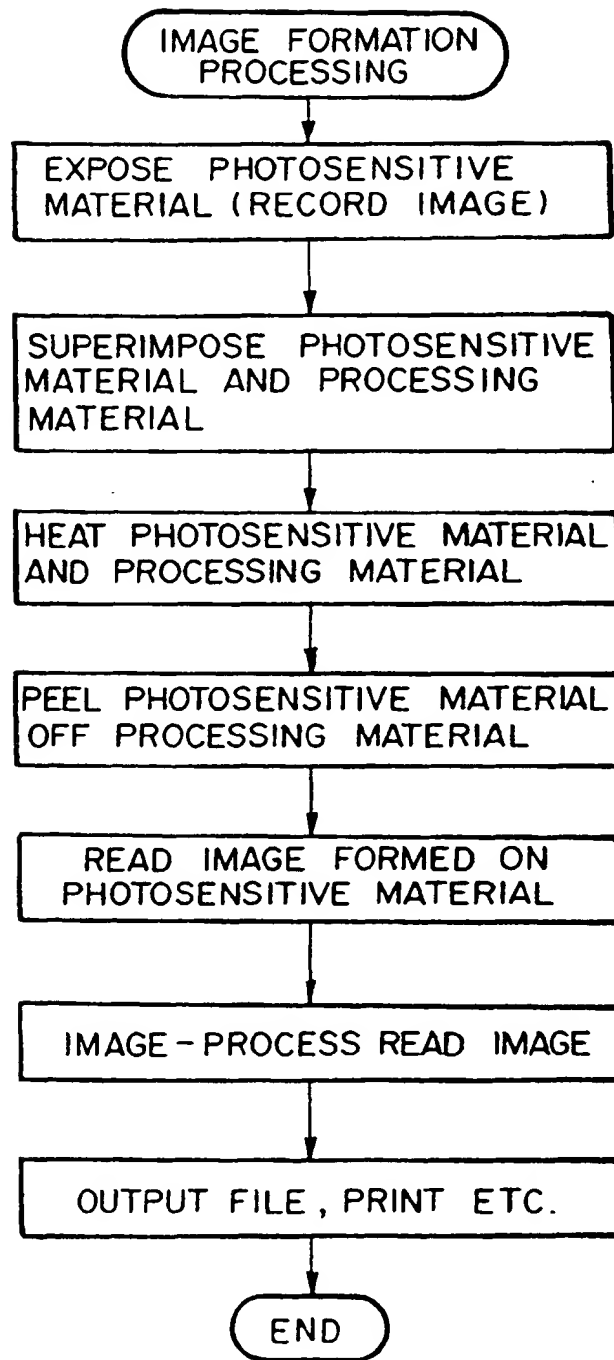 IMAGE FORMATION
PROCESSING
EXPOSE PHOTOSENSITIVE
MATERIAL (RECORD IMAGE)
SUPERIMPOSE PHOTOSENSITIVE
MATERIAL AND PROCESSING
MATERIAL
HEAT PHOTOSENSITIVE MATERIAL
AND PROCESSING MATERIAL
PEEL PHOTOSENSITIVE MATERIAL
OFF PROCESSING MATERIAL
READ IMAGE FORMED ON
PHOTOSENSITIVE MATERIAL
IMAGE-PROCESS READ IMAGE
OUTPUT FILE, PRINT ETC.
END